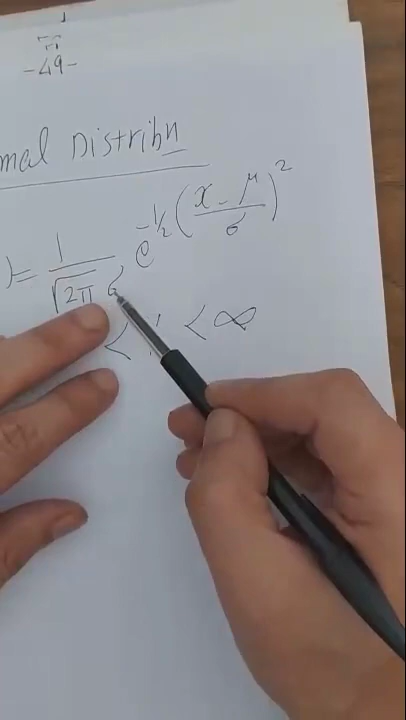 π
-49-
mal Distribn
) = 1/(√2π σ) e^(-1/2 ((x - μ)/σ)^2)
< < ∞